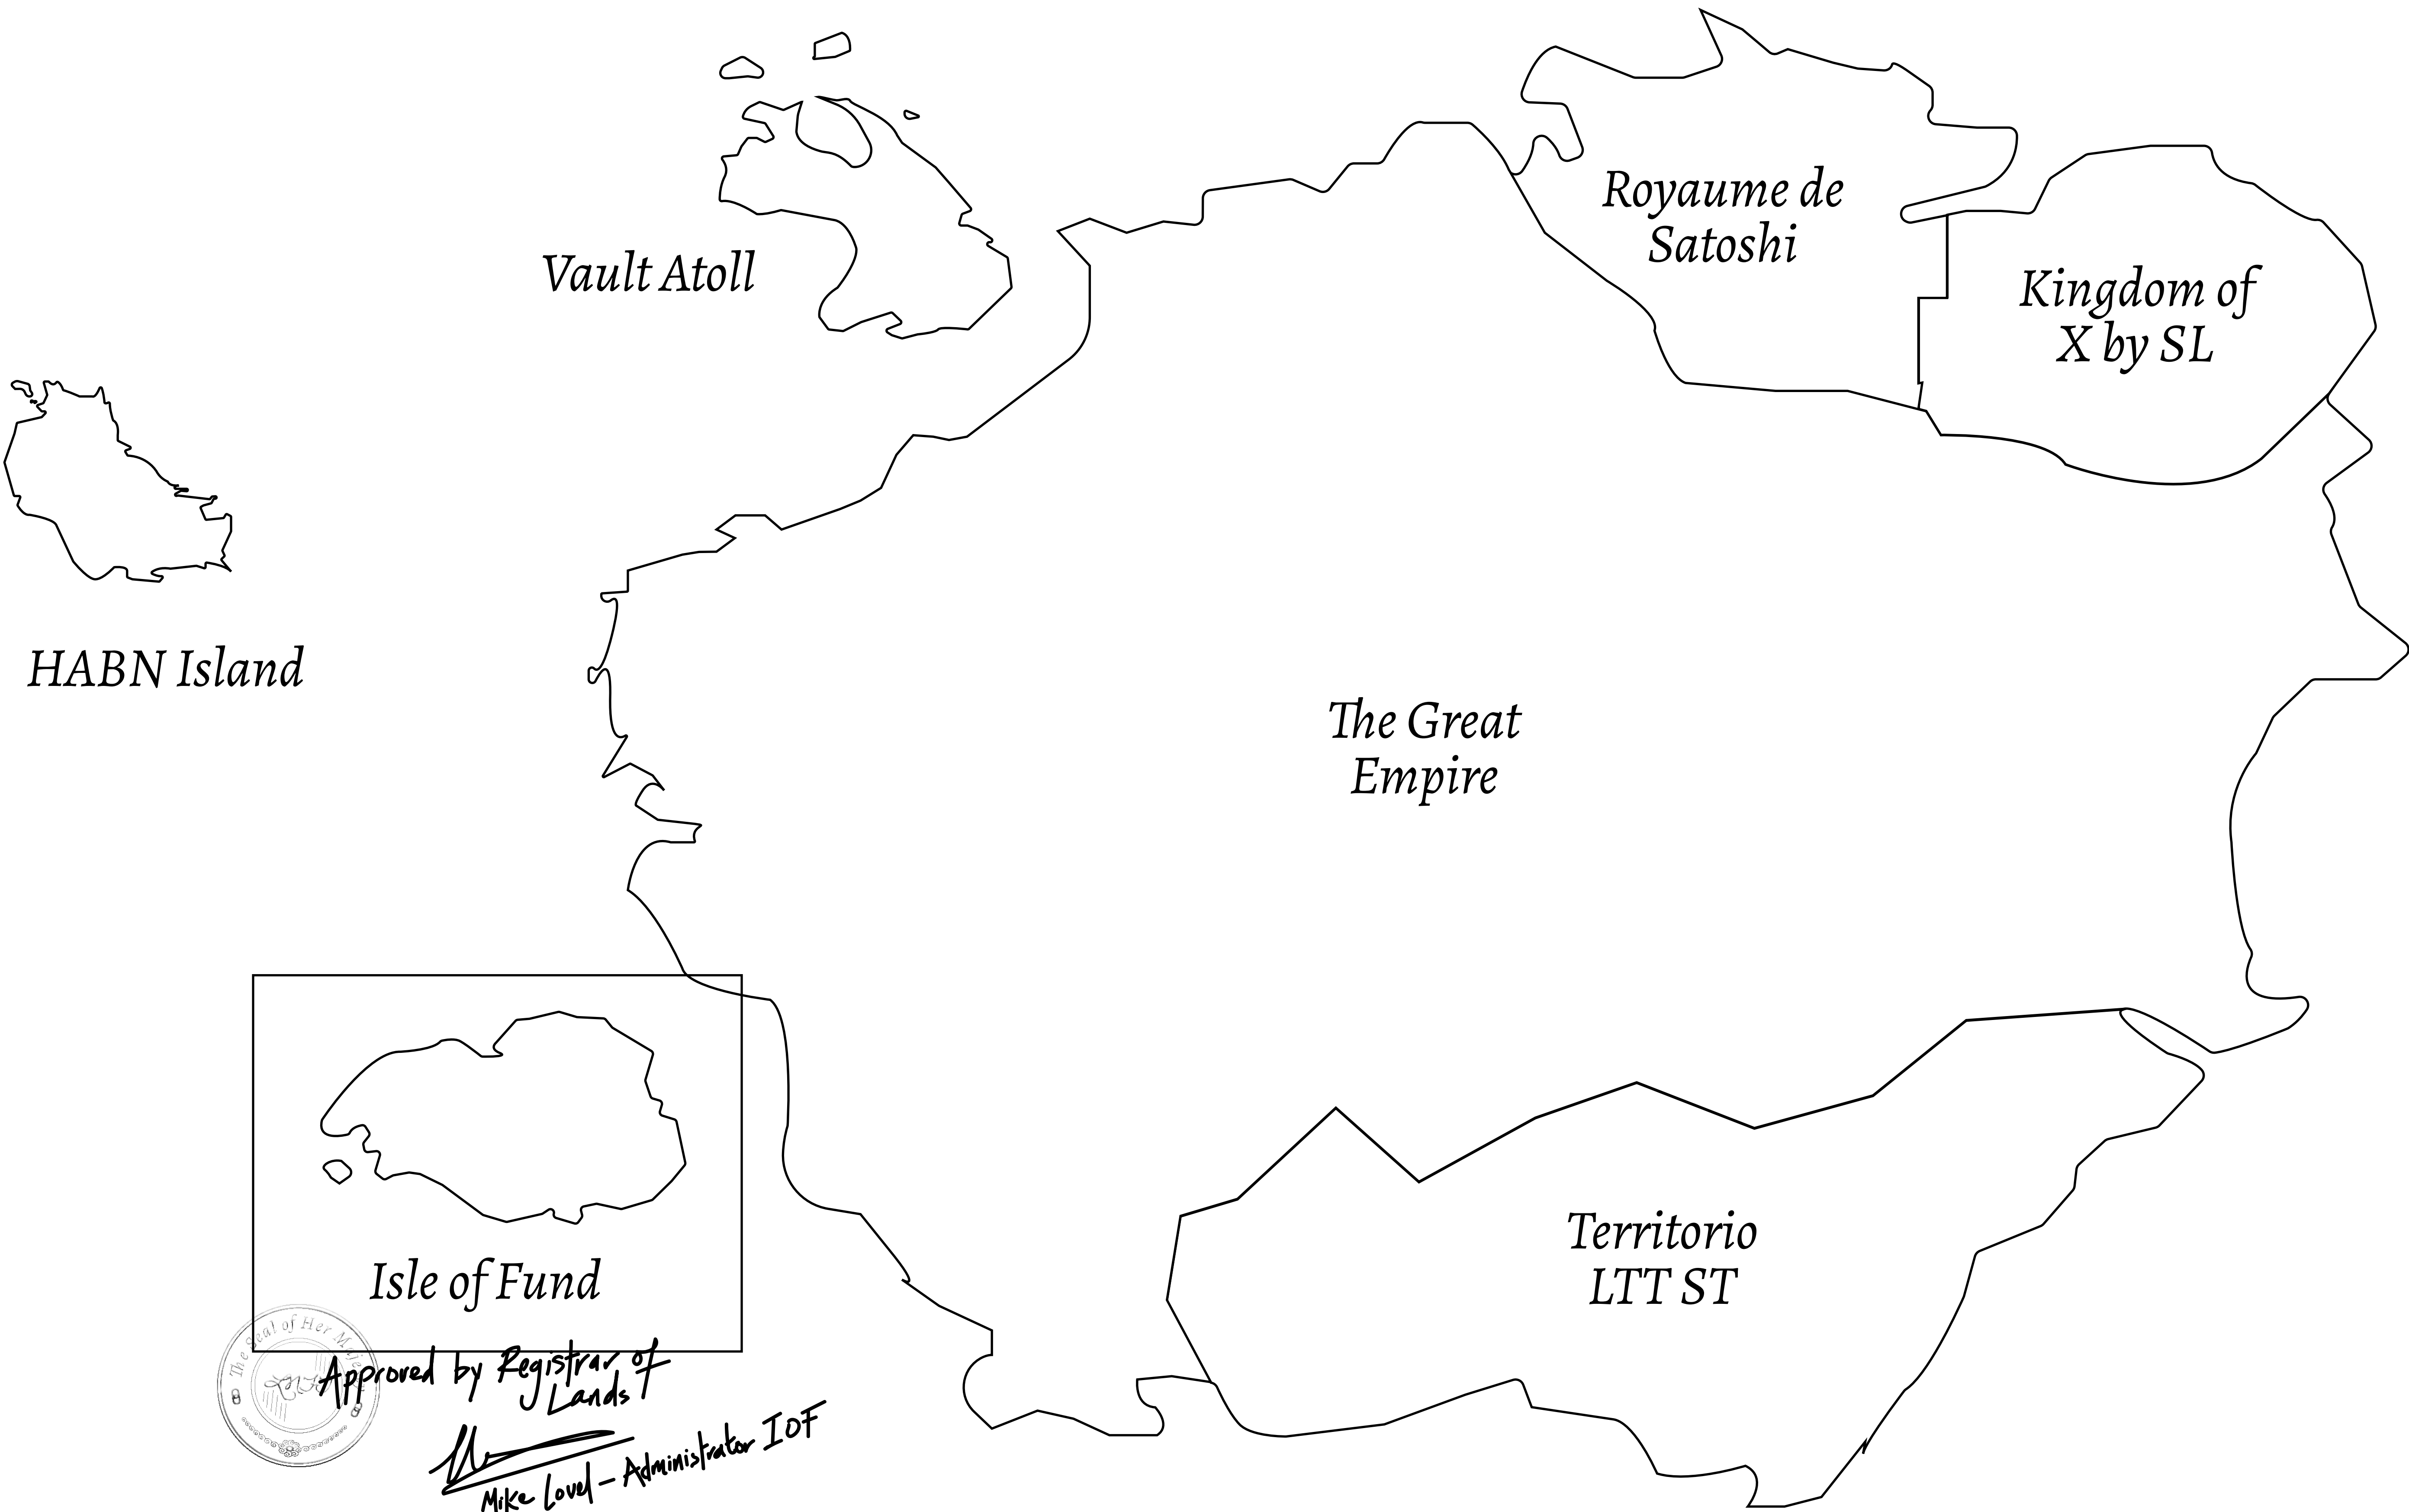 Royaume de
Satoshi
Vault Atoll
Kingdom of
X by SL
HABN Island
The Great
Empire
Territorio
LTT ST
Isle of Fund
The Seal of Her
Approved by Registrar of
Lands
Mike Lovel - Administrator IOF